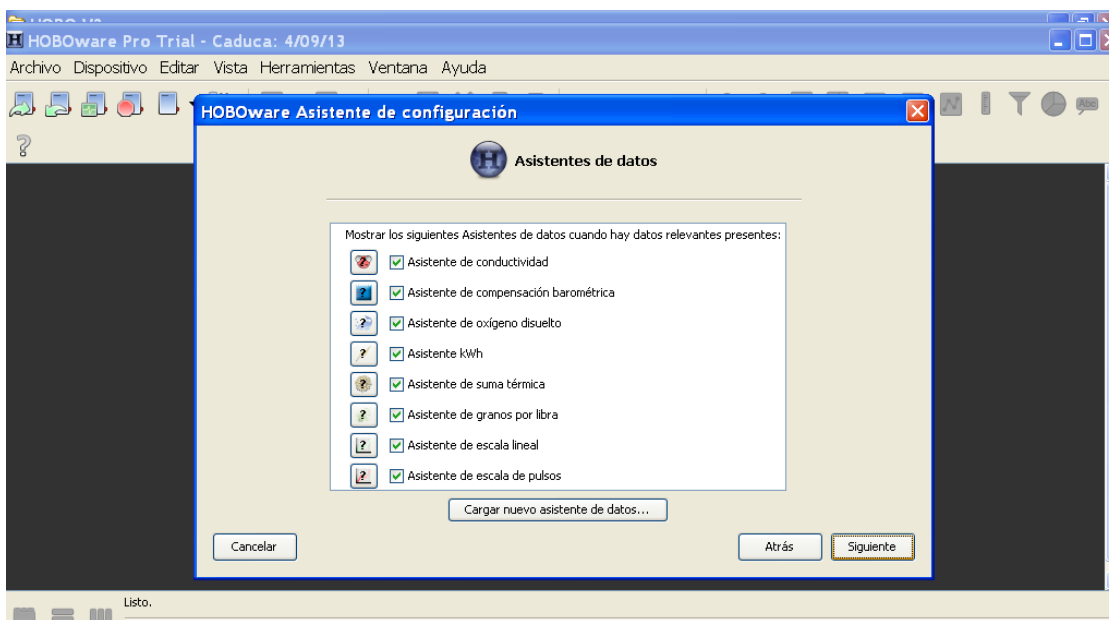 HOBOware Pro Trial - Caduca: 4/09/13
Archivo Dispositivo Editar Vista Herramientas Ventana Ayuda
HOBOware Asistente de configuración
Asistentes de datos
Mostrar los siguientes Asistentes de datos cuando hay datos relevantes presentes:
Asistente de conductividad
Asistente de compensación barométrica
Asistente de oxígeno disuelto
Asistente kWh
Asistente de suma térmica
Asistente de granos por libra
Asistente de escala lineal
Asistente de escala de pulsos
Cargar nuevo asistente de datos...
Cancelar Atrás Siguiente
Listo.